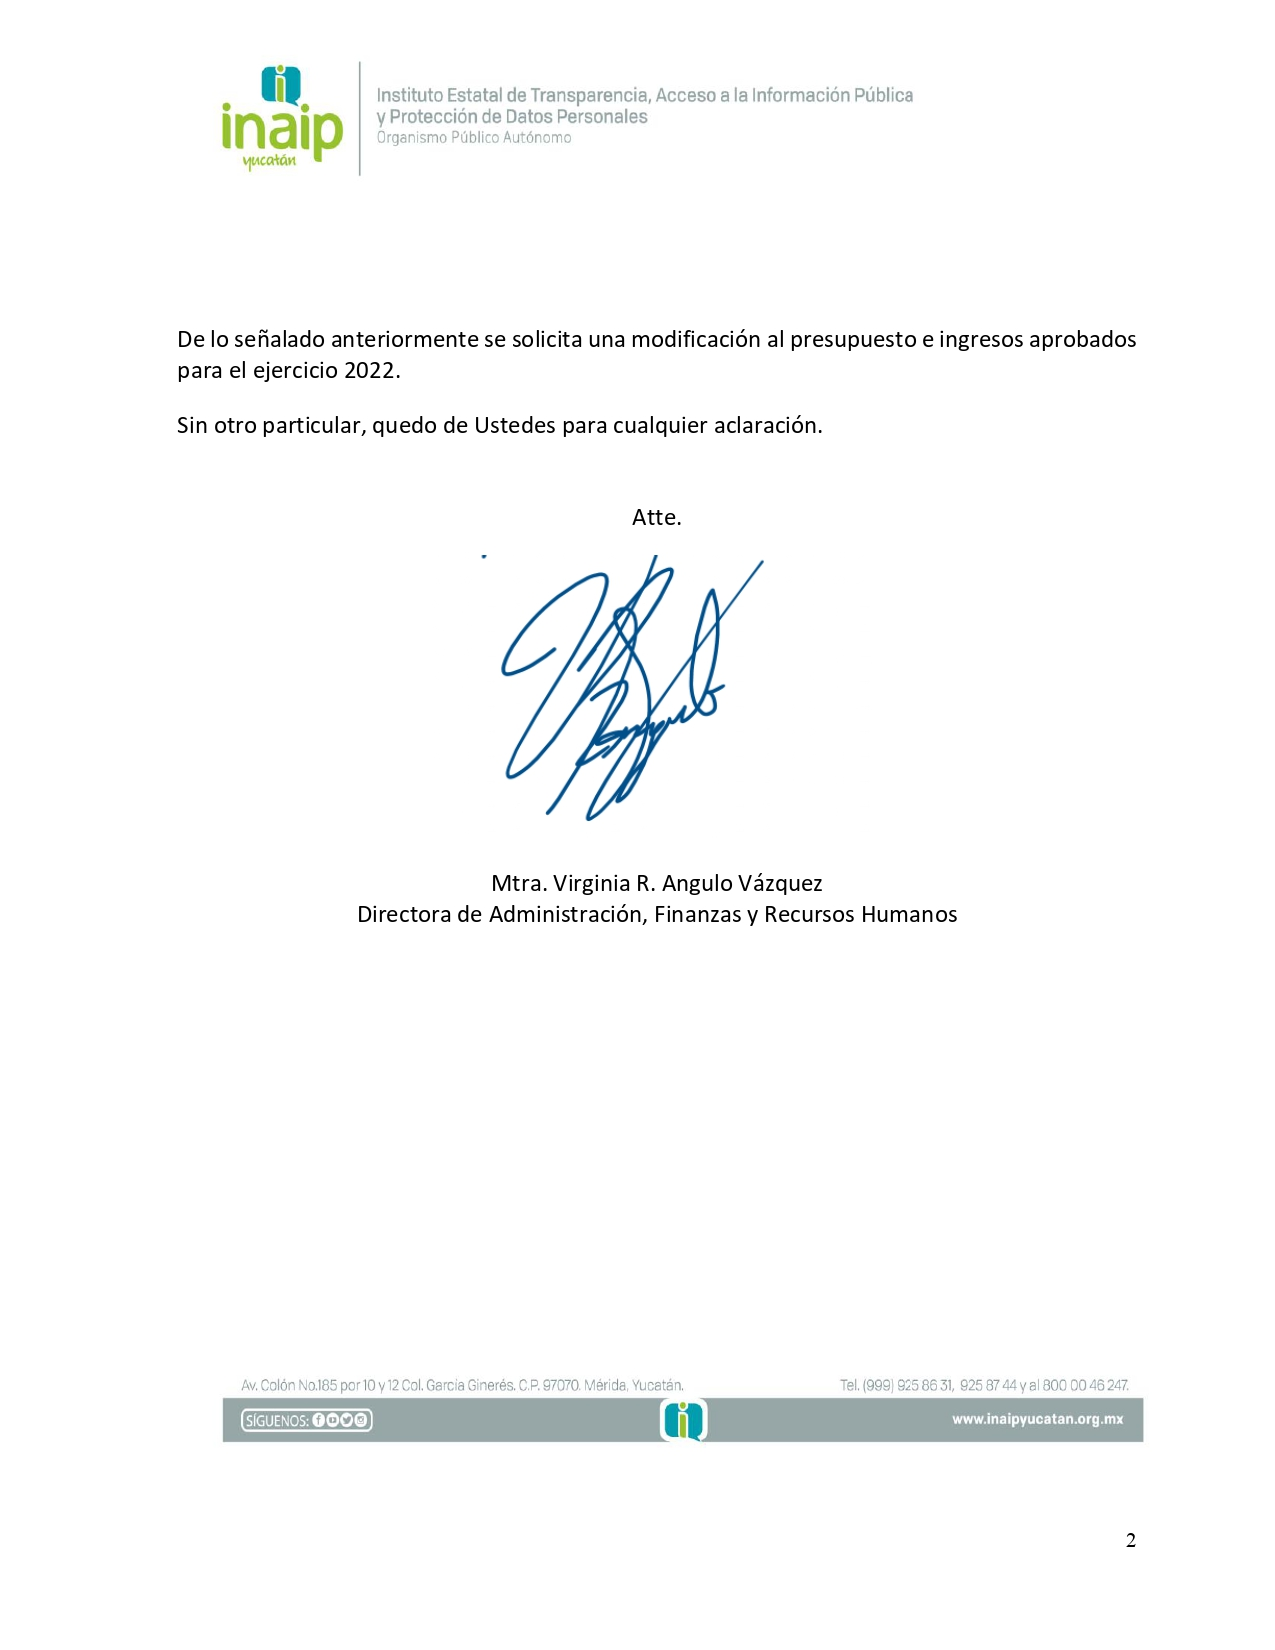 inaip
yucatán
Instituto Estatal de Transparencia, Acceso a la Información Pública
y Protección de Datos Personales
Organismo Público Autónomo
De lo señalado anteriormente se solicita una modificación al presupuesto e ingresos aprobados
para el ejercicio 2022.
Sin otro particular, quedo de Ustedes para cualquier aclaración.
Atte.
Mtra. Virginia R. Angulo Vázquez
Directora de Administración, Finanzas y Recursos Humanos
Av. Colón No.185 por 10 y 12 Col. García Ginerés. C.P. 97070. Mérida, Yucatán.
Tel. (999) 925 86 31, 925 87 44 y al 800 00 46 247.
SÍGUENOS:
www.inaipyucatan.org.mx
2